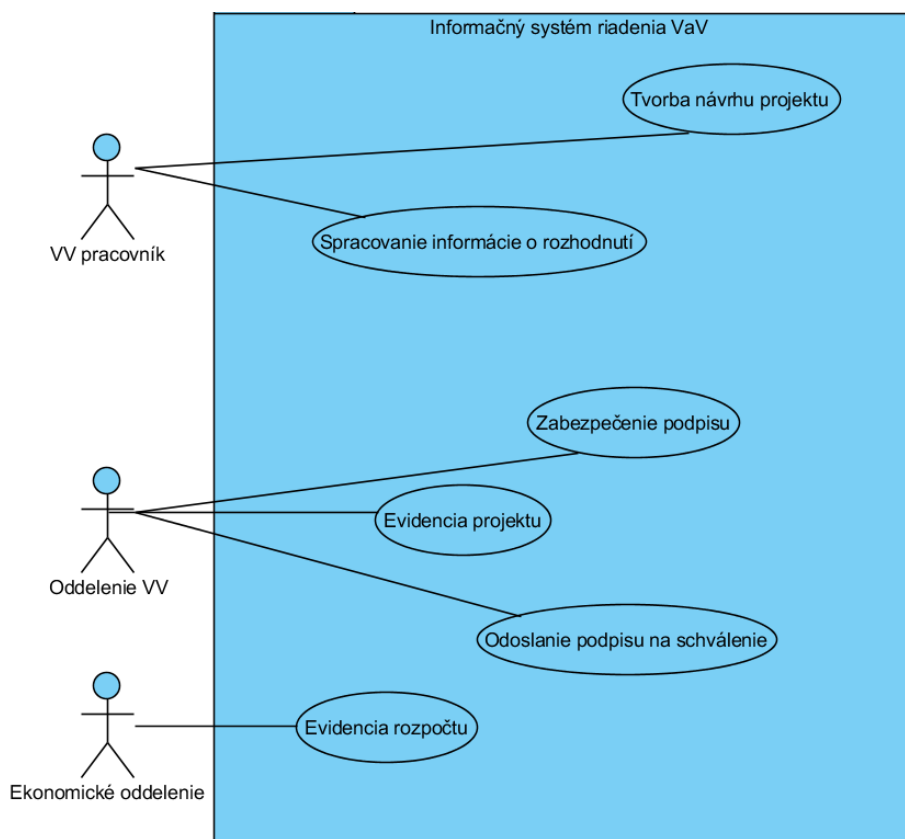 Informačný systém riadenia VaV
Tvorba návrhu projektu
Spracovanie informácie o rozhodnutí
VV pracovník
Zabezpečenie podpisu
Evidencia projektu
Oddelenie VV
Odoslanie podpisu na schválenie
Evidencia rozpočtu
Ekonomické oddelenie